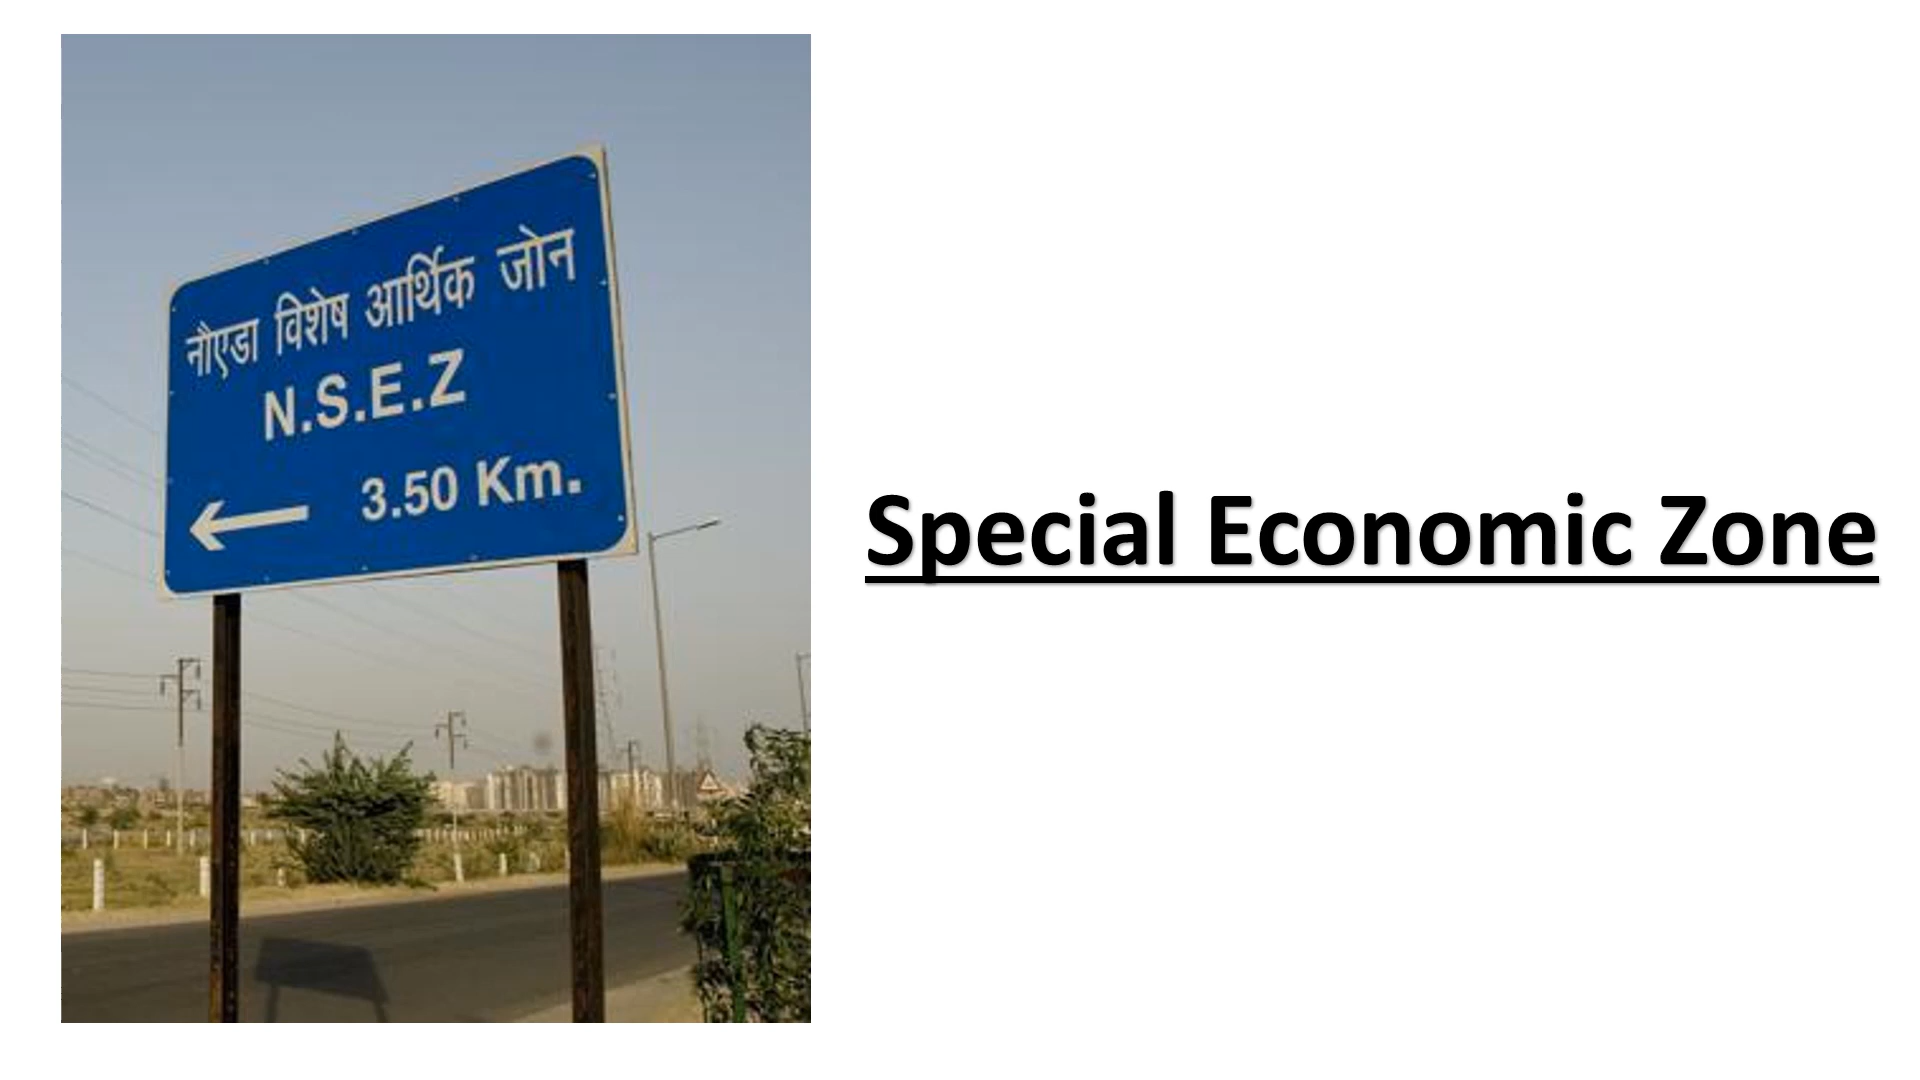 नौएडा विशेष आर्थिक जोन
N.S.E.Z
← 3.50 Km.
Special Economic Zone